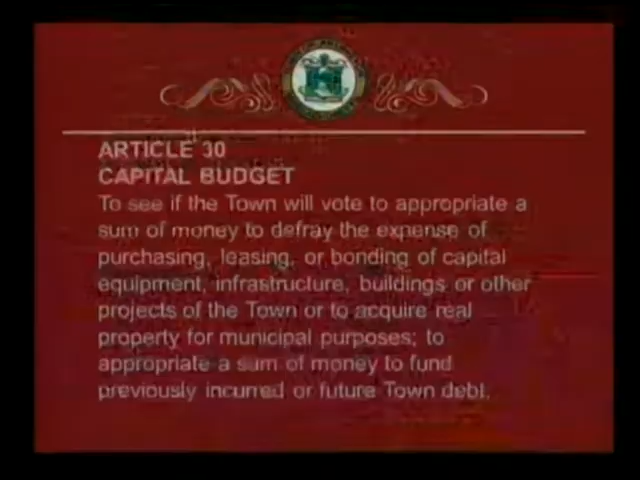 ARTICLE 30
CAPITAL BUDGET
To see if the Town will vote to appropriate a
sum of money to defray the expense of
purchasing, leasing, or bonding of capital
equipment, infrastructure, buildings or other
projects of the Town or to acquire real
property for municipal purposes; to
appropriate a sum of money to fund
previously incurred or future Town debt,